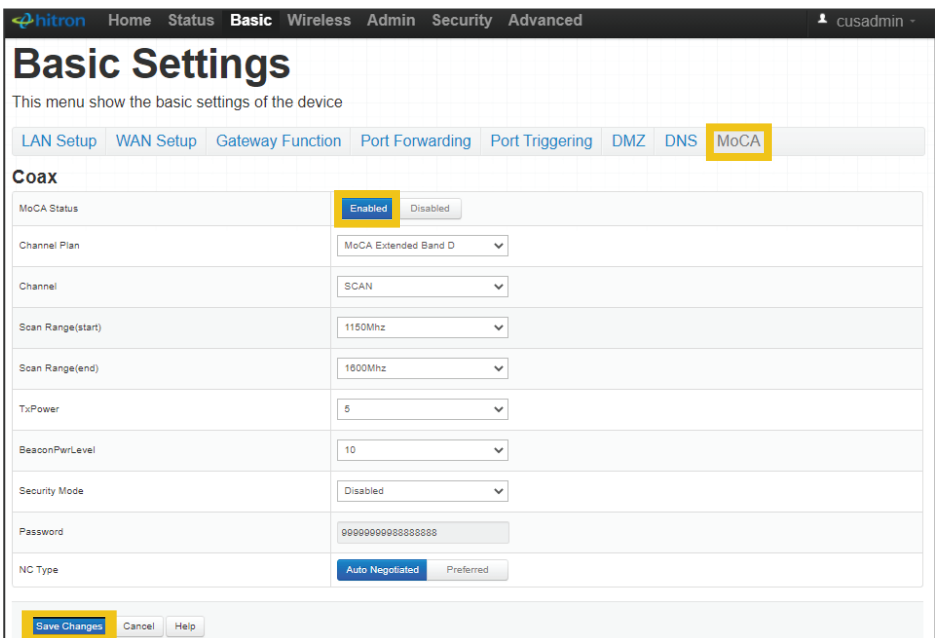 hitron Home Status Basic Wireless Admin Security Advanced cusadmin
Basic Settings
This menu show the basic settings of the device
LAN Setup WAN Setup Gateway Function Port Forwarding Port Triggering DMZ DNS MoCA
Coax
MoCA Status Enabled Disabled
Channel Plan MoCA Extended Band D
Channel SCAN
Scan Range(start) 1150Mhz
Scan Range(end) 1600Mhz
TxPower 5
BeaconPwrLevel 10
Security Mode Disabled
Password 99999999988888888
NC Type Auto Negotiated Preferred
Save Changes Cancel Help